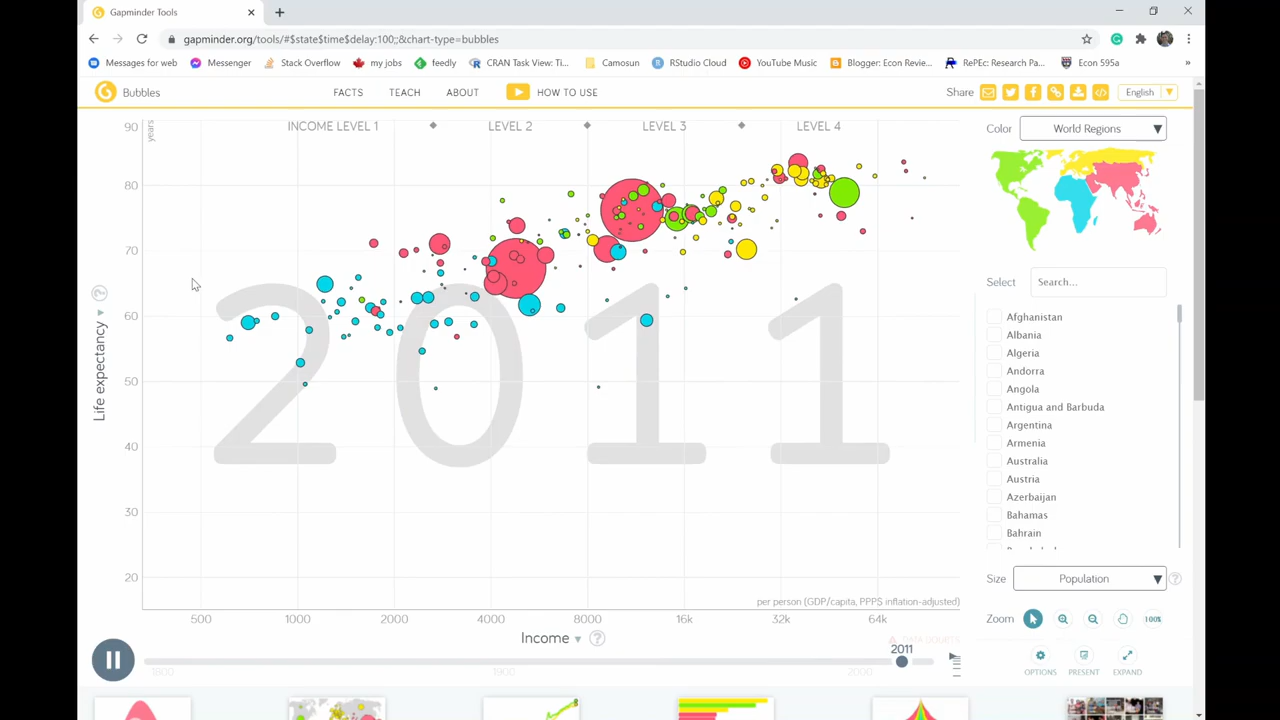 Gapminder Tools
gapminder.org/tools/#$state$time$delay:100;;&chart-type=bubbles
Messages for web Messenger Stack Overflow my jobs feedly CRAN Task View: Ti... Camosun RStudio Cloud YouTube Music Blogger: Econ Revie... RePEc: Research Pa... Econ 595a »
Bubbles FACTS TEACH ABOUT HOW TO USE Share English ▼
INCOME LEVEL 1 LEVEL 2 LEVEL 3 LEVEL 4
years
90
80
70
60
50
40
30
20
2011
Life expectancy
per person (GDP/capita, PPP$ inflation-adjusted)
500 1000 2000 4000 8000 16k 32k 64k
Income ?
DATA DOUBTS
2011
1800 1900 2000
Color World Regions
Select Search...
Afghanistan
Albania
Algeria
Andorra
Angola
Antigua and Barbuda
Argentina
Armenia
Australia
Austria
Azerbaijan
Bahamas
Bahrain
Size Population ?
Zoom 100%
OPTIONS PRESENT EXPAND